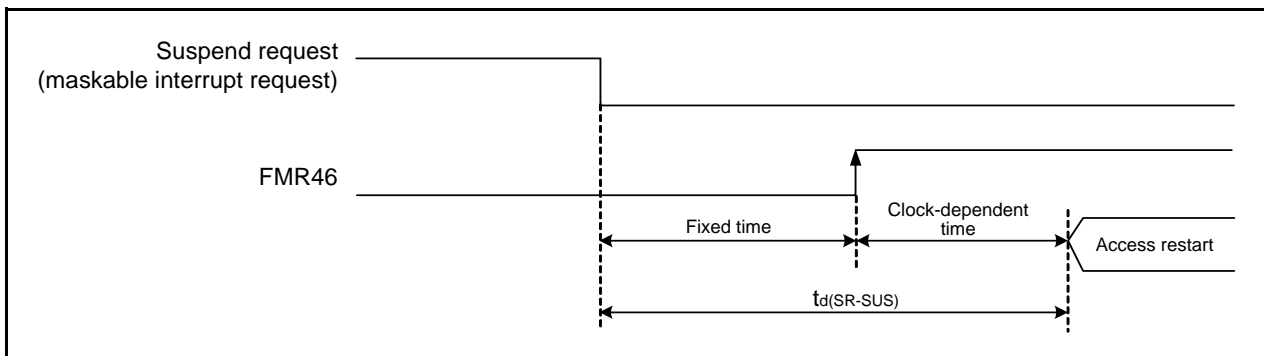 Suspend request
(maskable interrupt request)
FMR46
Fixed time
Clock-dependent
time
Access restart
td(SR-SUS)